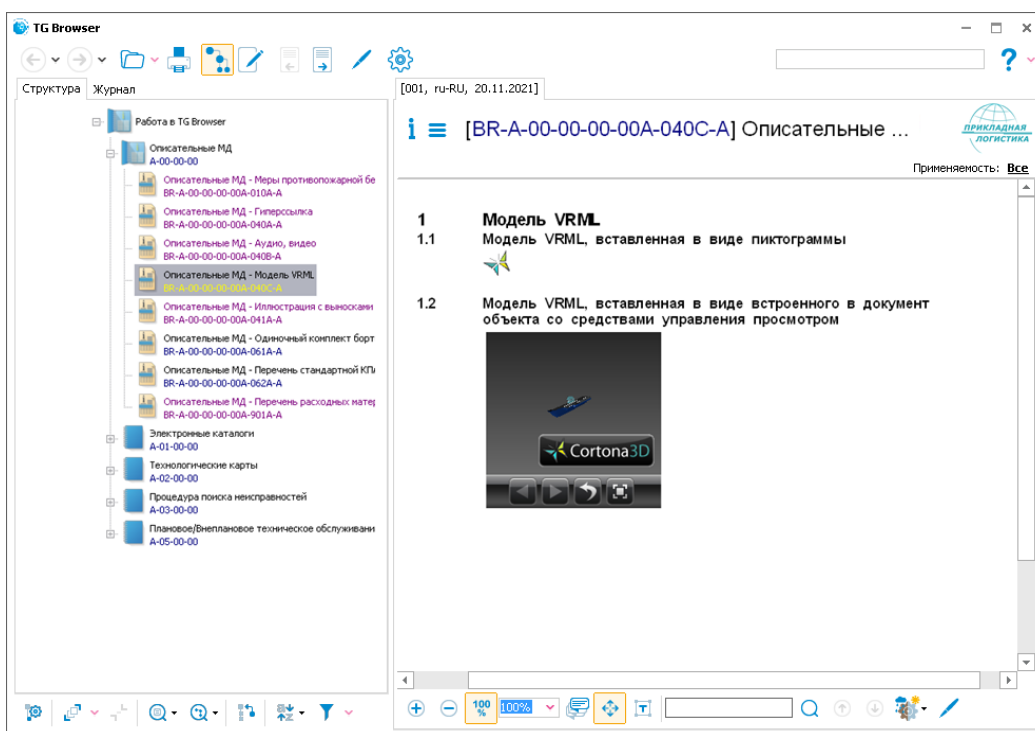 TG Browser
Структура Журнал
Работа в TG Browser
Описательные МД
A-00-00-00
Описательные МД - Меры противопожарной бе
BR-A-00-00-00-00A-010A-A
Описательные МД - Гиперссылка
BR-A-00-00-00-00A-040A-A
Описательные МД - Аудио, видео
BR-A-00-00-00-00A-040B-A
Описательные МД - Модель VRML
BR-A-00-00-00-00A-040C-A
Описательные МД - Иллюстрация с выносками
BR-A-00-00-00-00A-041A-A
Описательные МД - Одиночный комплект борт
BR-A-00-00-00-00A-061A-A
Описательные МД - Перечень стандартной КПА
BR-A-00-00-00-00A-062A-A
Описательные МД - Перечень расходных матер
BR-A-00-00-00-00A-901A-A
Электронные каталоги
A-01-00-00
Технологические карты
A-02-00-00
Процедура поиска неисправностей
A-03-00-00
Плановое/Внеплановое техническое обслуживани
A-05-00-00
[001, ru-RU, 20.11.2021]
[BR-A-00-00-00-00A-040C-A] Описательные ...
ПРИКЛАДНАЯ
ЛОГИСТИКА
Применяемость: Все
1 Модель VRML
1.1 Модель VRML, вставленная в виде пиктограммы
1.2 Модель VRML, вставленная в виде встроенного в документ
объекта со средствами управления просмотром
Cortona3D
100
%
100%